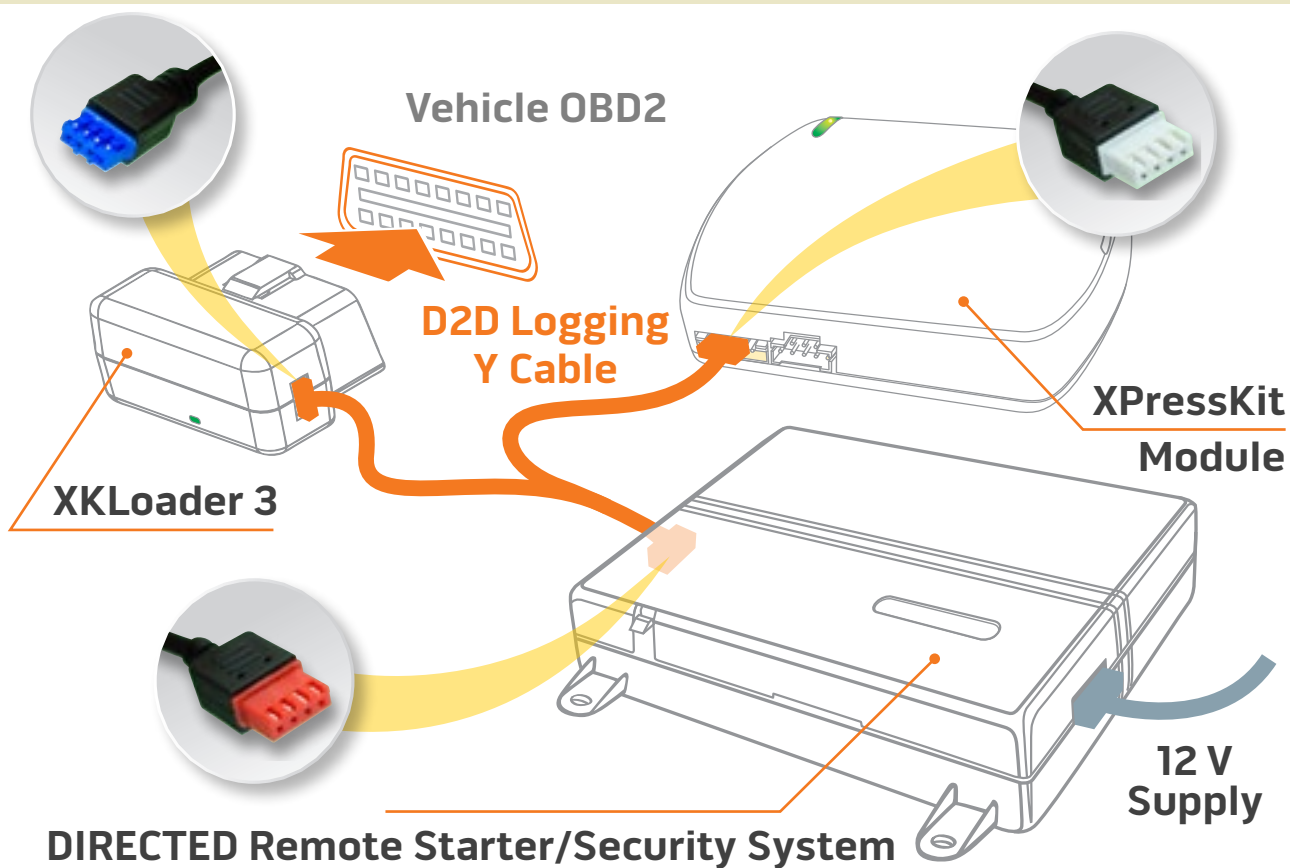 Vehicle OBD2
D2D Logging
Y Cable
XPressKit
Module
XKLoader 3
12 V
Supply
DIRECTED Remote Starter/Security System